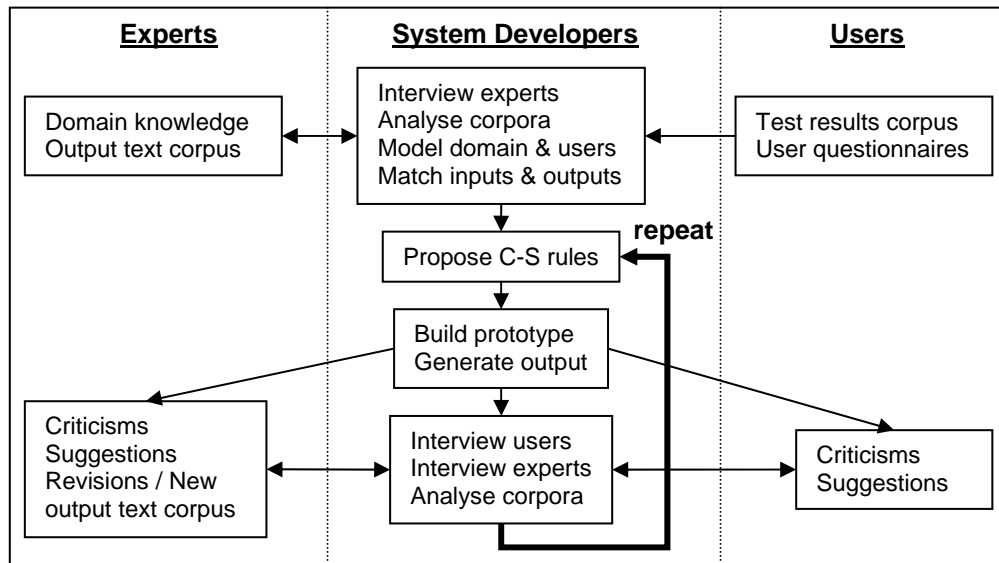 Experts
System Developers
Users
Domain knowledge
Output text corpus
Interview experts
Analyse corpora
Model domain & users
Match inputs & outputs
Test results corpus
User questionnaires
repeat
Propose C-S rules
Build prototype
Generate output
Criticisms
Suggestions
Revisions / New
output text corpus
Interview users
Interview experts
Analyse corpora
Criticisms
Suggestions